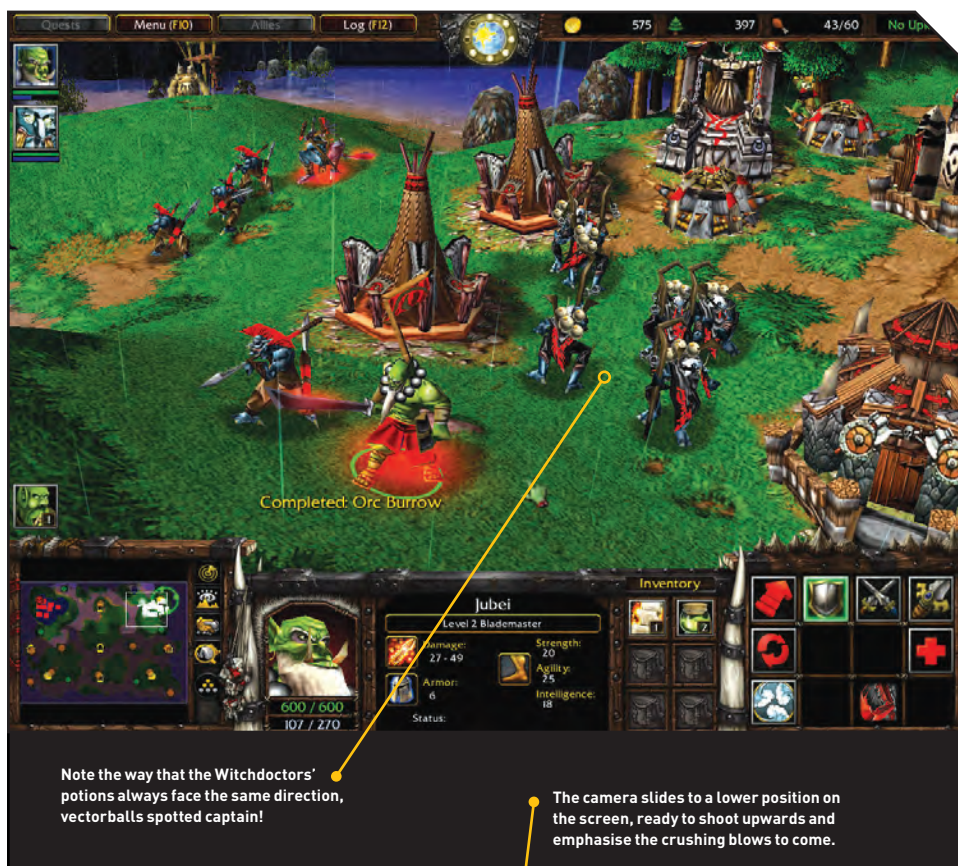 Quests Menu (F10) Allies Log (F12) 575 397 43/60
Completed: Orc Burrow
1
Jubei
Level 2 Blademaster
Damage:
27 - 49
Armor:
6
Status:
Strength:
20
Agility:
25
Intelligence:
18
600 / 600
107 / 270
Inventory
1 2
Note the way that the Witchdoctors'
potions always face the same direction,
vectorballs spotted captain!
The camera slides to a lower position on
the screen, ready to shoot upwards and
emphasise the crushing blows to come.